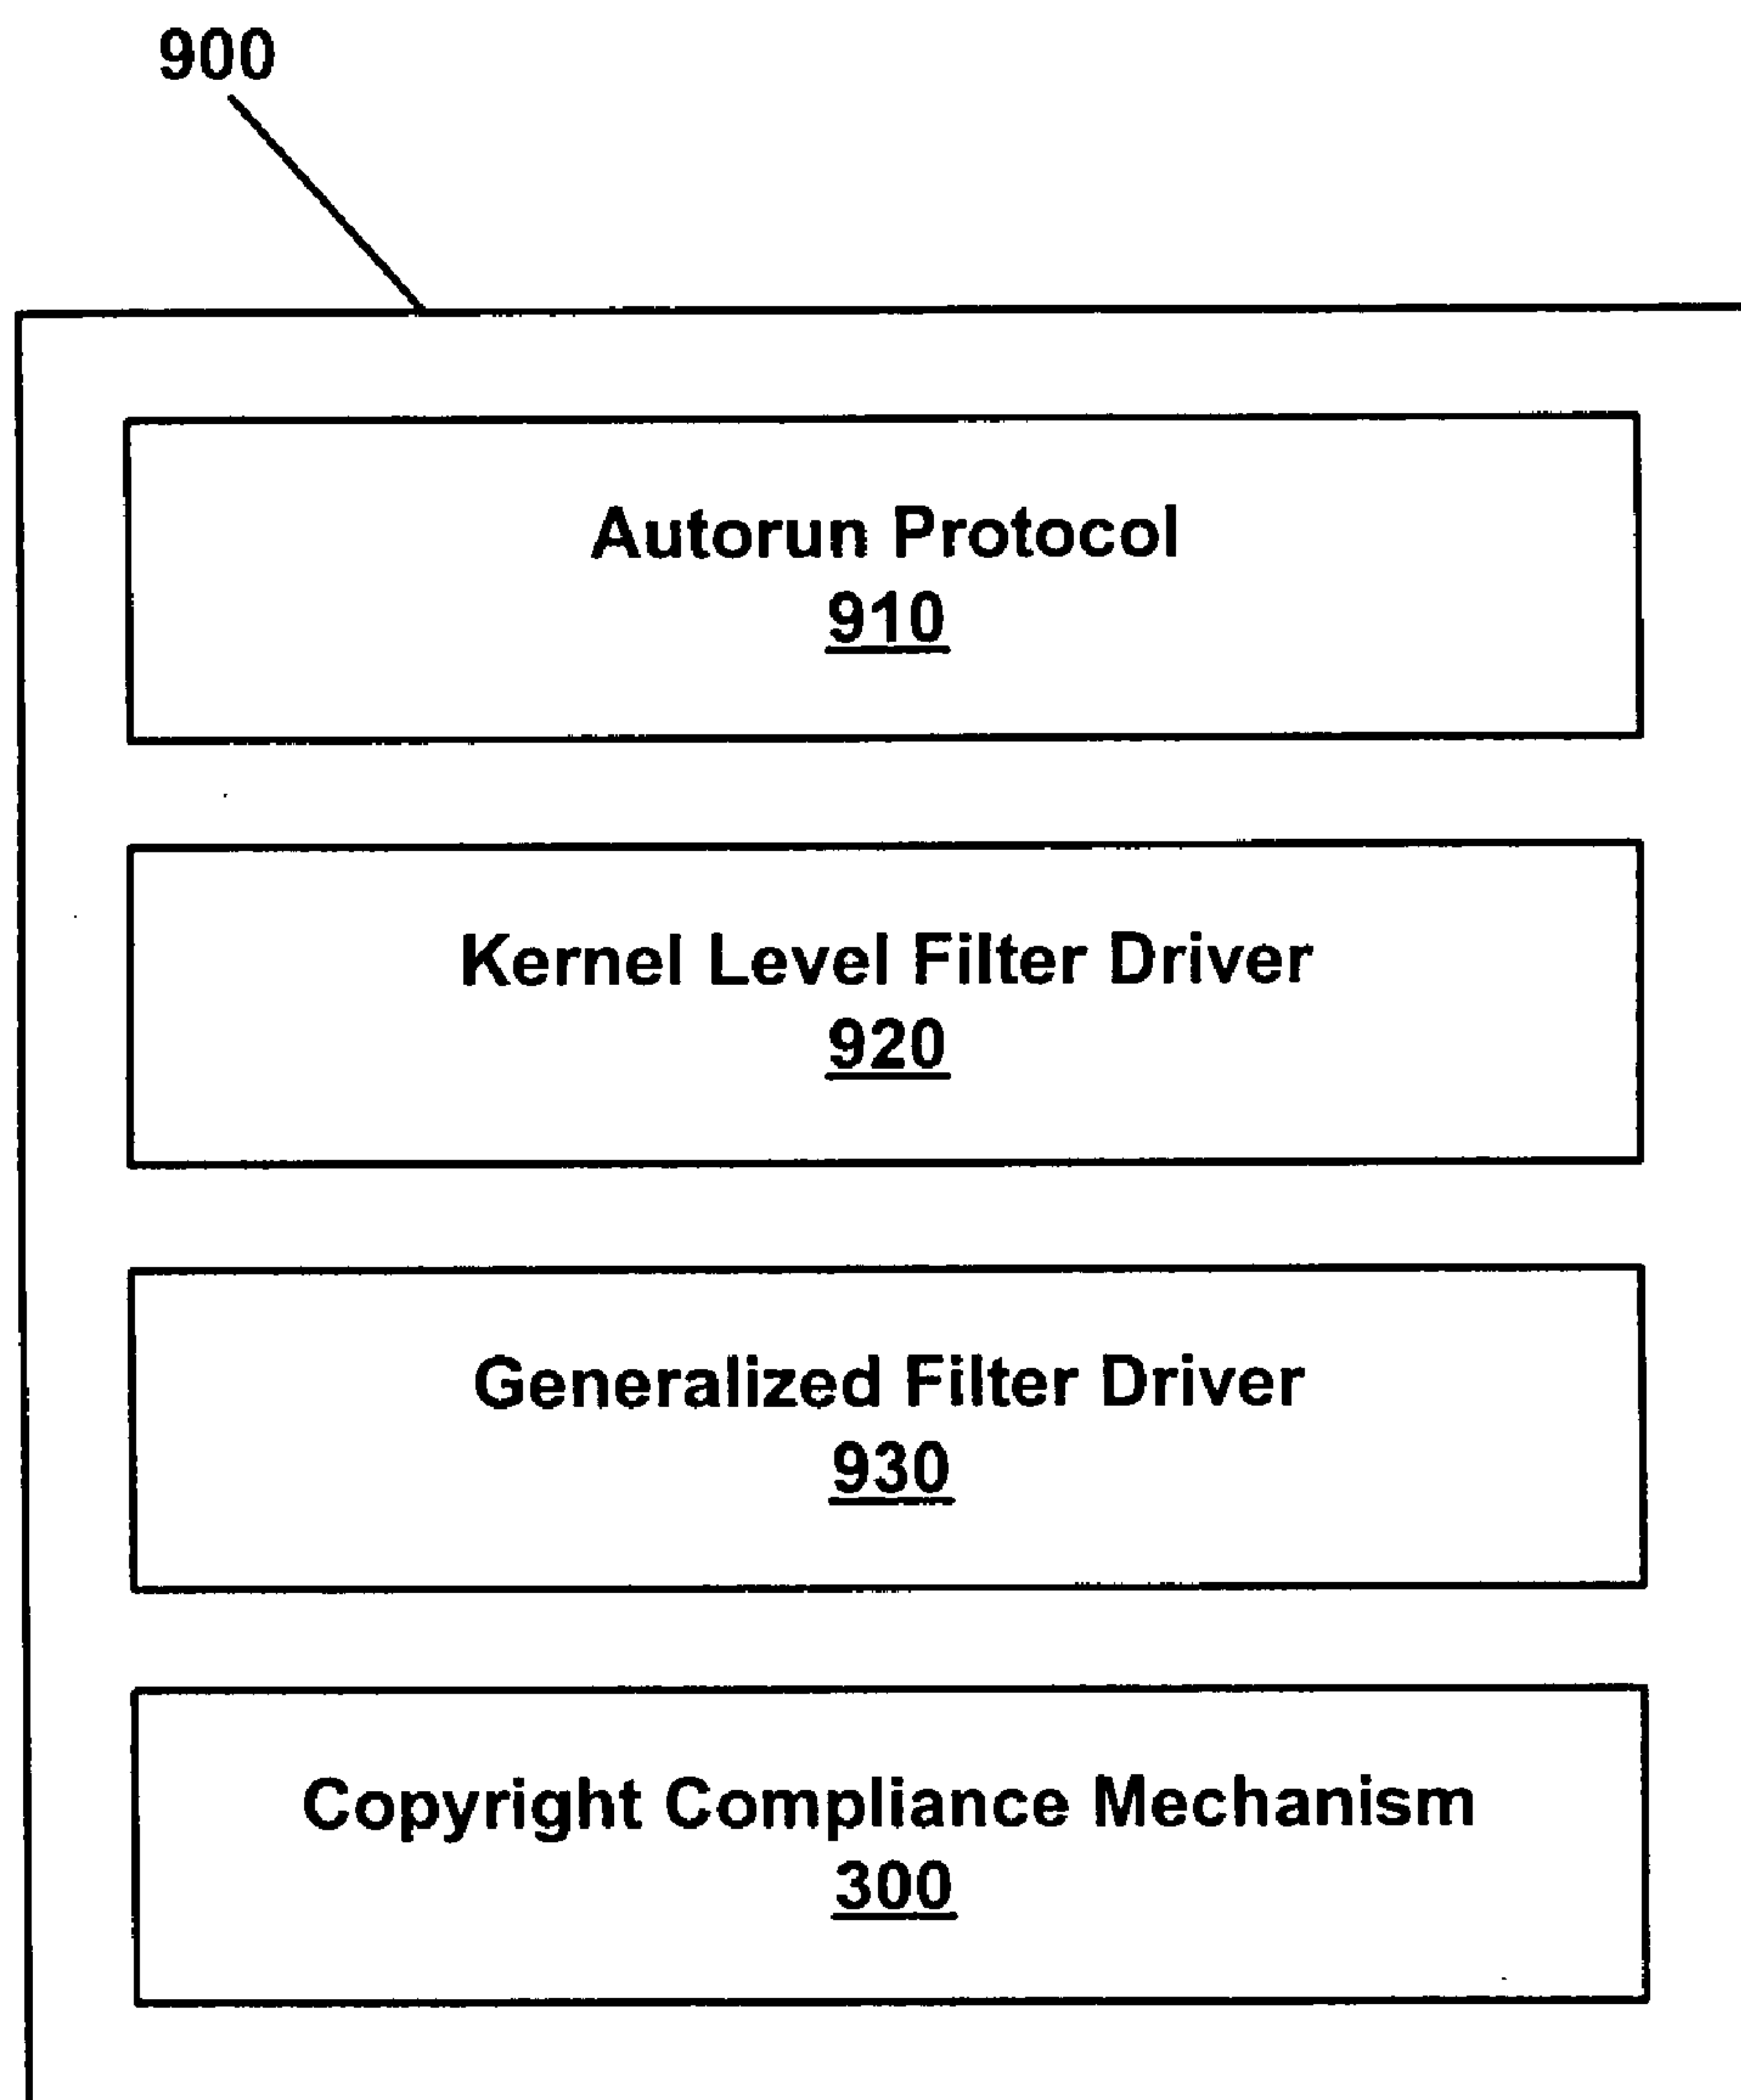 900
Autorun Protocol
910
Kernel Level Filter Driver
920
Generalized Filter Driver
930
Copyright Compliance Mechanism
300